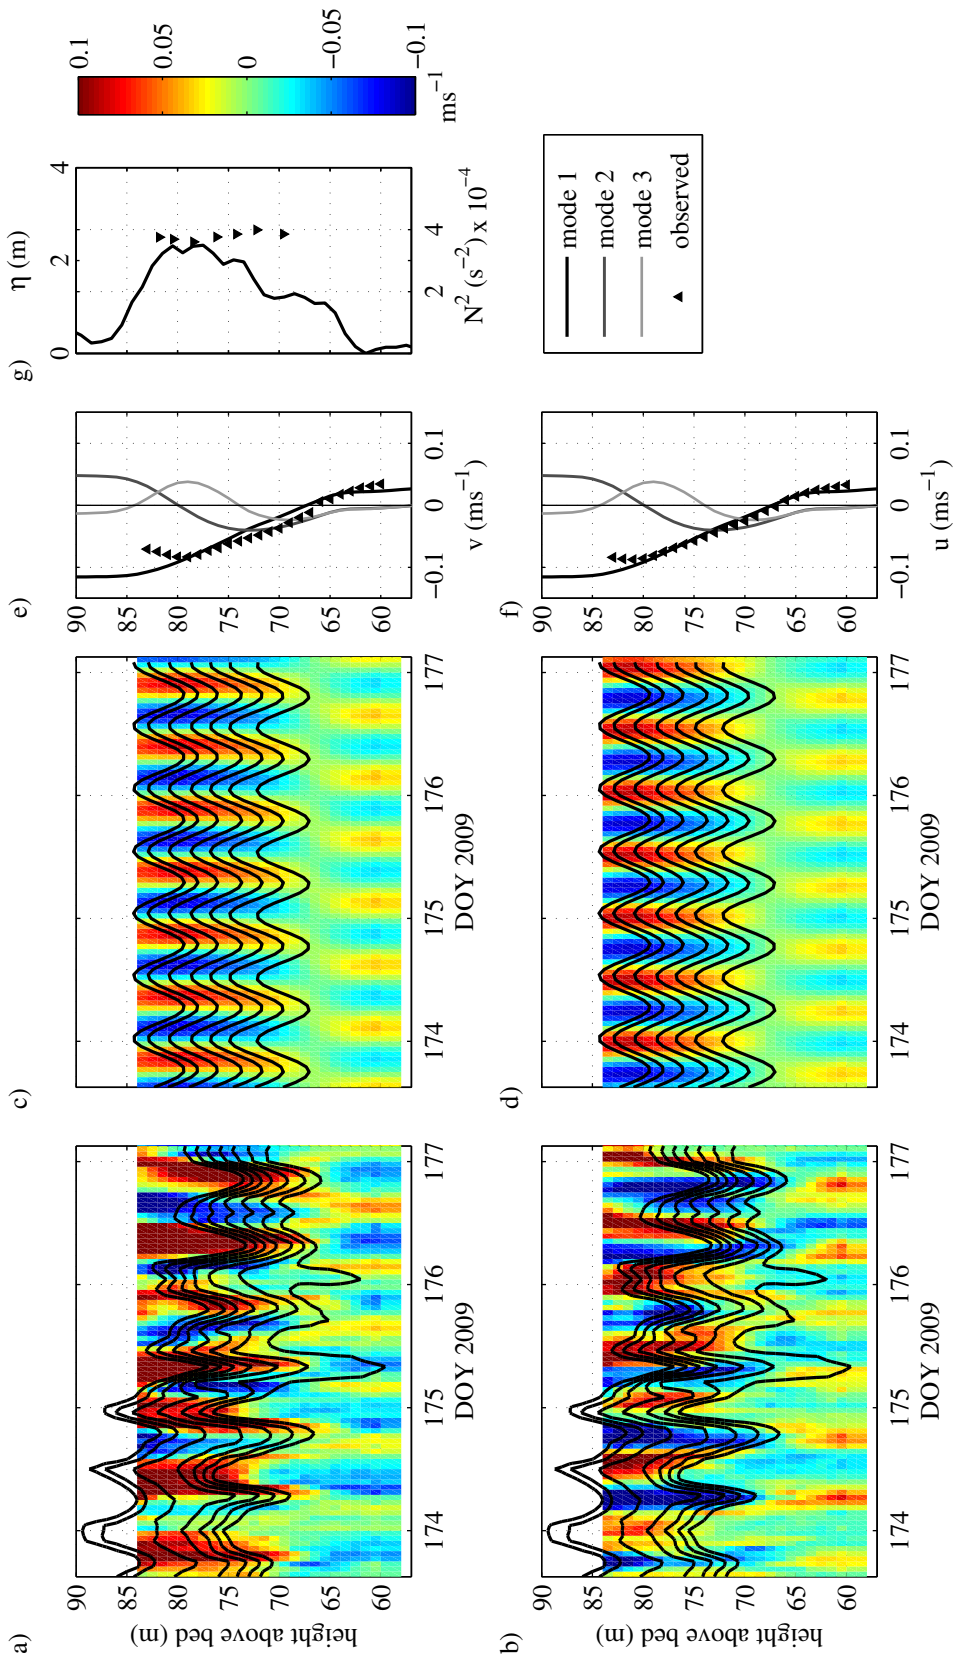 a)
height above bed (m)
90
85
80
75
70
65
60
174
175
176
177
DOY 2009
c)
174
175
176
177
DOY 2009
e)
90
85
80
75
70
65
60
−0.1
0
0.1
v (ms−1)
g)
η (m)
0
2
4
2
4
N2 (s−2) x 10−4
0.1
0.05
0
−0.05
−0.1
ms−1
b)
height above bed (m)
90
85
80
75
70
65
60
174
175
176
177
DOY 2009
d)
174
175
176
177
DOY 2009
f)
90
85
80
75
70
65
60
−0.1
0
0.1
u (ms−1)
mode 1
mode 2
mode 3
observed